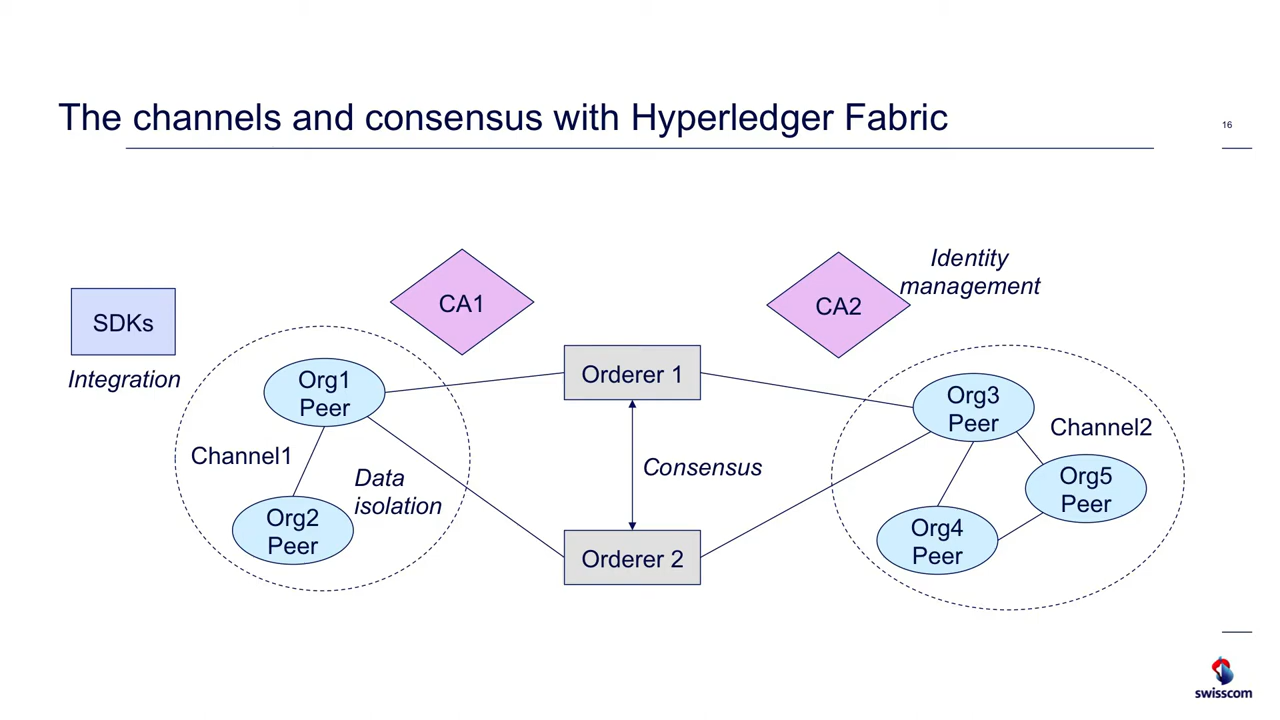 The channels and consensus with Hyperledger Fabric
16
Identity
management
CA1
CA2
SDKs
Integration
Orderer 1
Org1
Peer
Org3
Peer
Channel1
Channel2
Data
isolation
Consensus
Org5
Peer
Org2
Peer
Org4
Peer
Orderer 2
swisscom